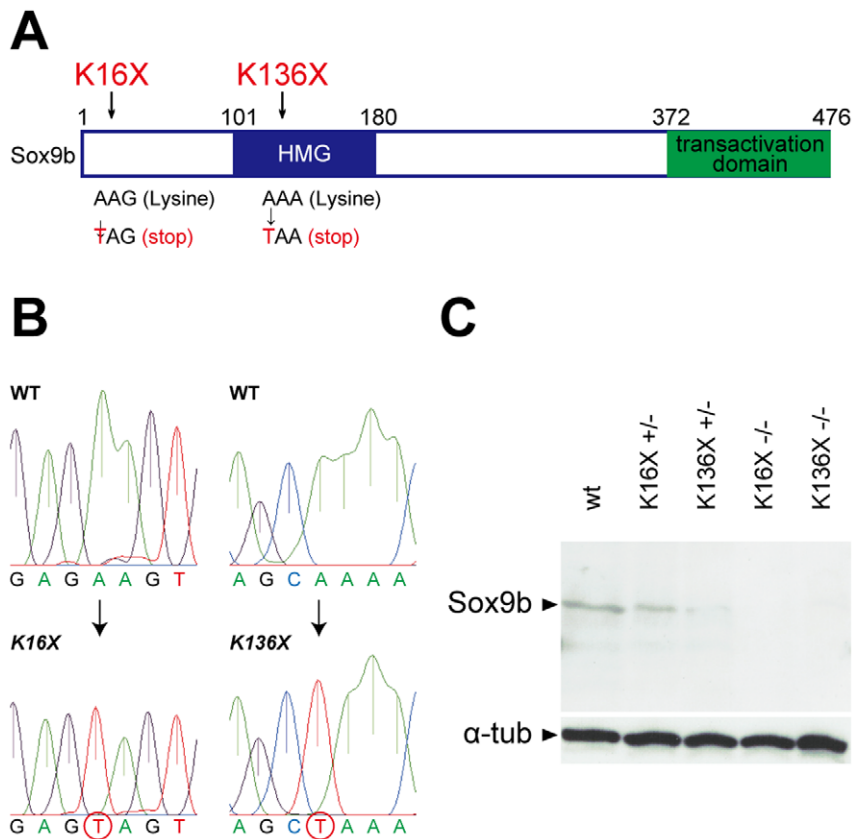 A
K16X K136X
1 101 180 372 476
Sox9b HMG transactivation domain
AAG (Lysine) AAA (Lysine)
TAG (stop) TAA (stop)
B
WT WT
G A G A A G T A G C A A A A
K16X K136X
G A G T A G T A G C T A A A
C
wt K16X +/- K136X +/- K16X -/- K136X -/-
Sox9b
α-tub